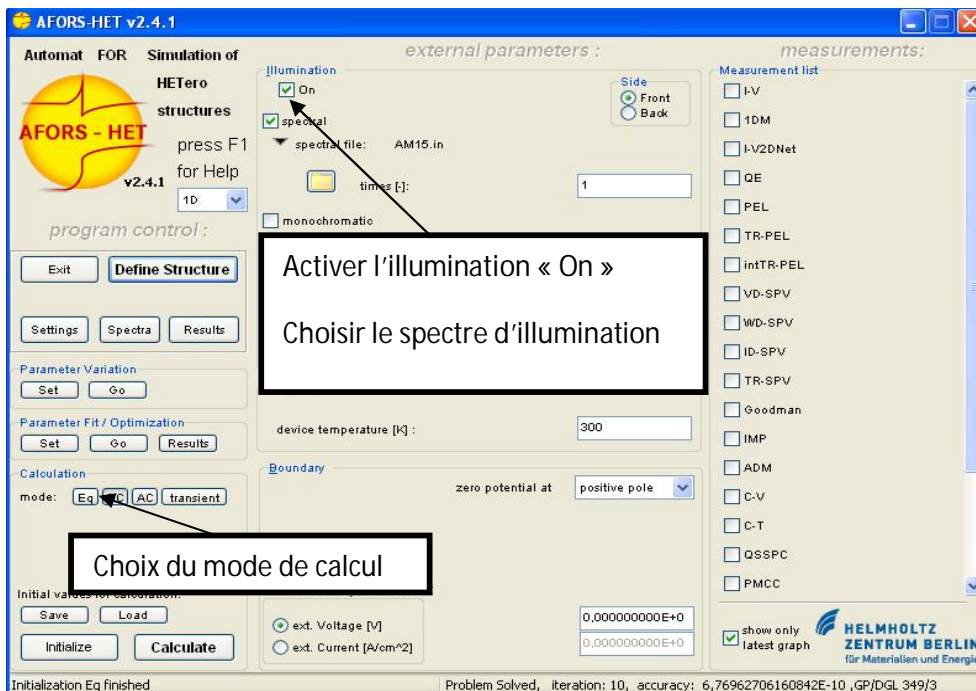 AFORS-HET v2.4.1
Automat FOR Simulation of
HETero
structures
AFORS - HET
press F1
for Help
v2.4.1
1D
program control :
Exit
Define Structure
Settings
Spectra
Results
Parameter Variation
Set
Go
Parameter Fit / Optimization
Set
Go
Results
Calculation
mode:
Eq
AC
transient
Choix du mode de calcul
Save
Load
Initialize
Calculate
external parameters :
Illumination
On
Side
Front
Back
spectral
spectral file: AM15.in
times [-]:
1
monochromatic
Activer l'illumination « On »
Choisir le spectre d'illumination
device temperature [K] :
300
Boundary
zero potential at
positive pole
ext. Voltage [V]
0,000000000E+0
ext. Current [A/cm^2]
0,000000000E+0
measurements:
Measurement list
I-V
1DM
I-V2DNet
QE
PEL
TR-PEL
intTR-PEL
VD-SPV
WD-SPV
ID-SPV
TR-SPV
Goodman
IMP
ADM
C-V
C-T
QSSPC
PMCC
show only
latest graph
HELMHOLTZ
ZENTRUM BERLIN
für Materialien und Energie
Initialization Eq finished
Problem Solved, iteration: 10, accuracy: 6,76962706160842E-10 ,GP/DGL 349/3